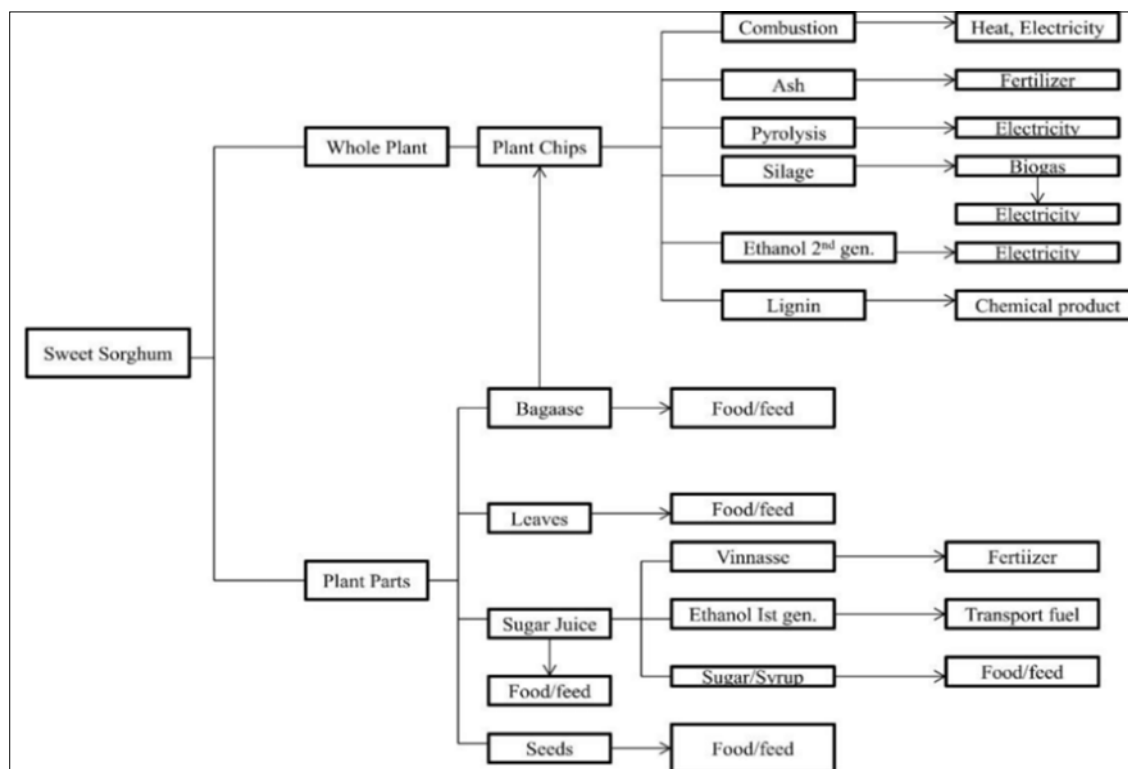 Combustion
Heat, Electricity
Ash
Fertilizer
Whole Plant
Plant Chips
Pyrolysis
Electricity
Silage
Biogas
Electricity
Ethanol 2nd gen.
Electricity
Lignin
Chemical product
Sweet Sorghum
Bagaase
Food/feed
Leaves
Food/feed
Plant Parts
Vinnasse
Fertiizer
Sugar Juice
Ethanol Ist gen.
Transport fuel
Food/feed
Sugar/Syrup
Food/feed
Seeds
Food/feed